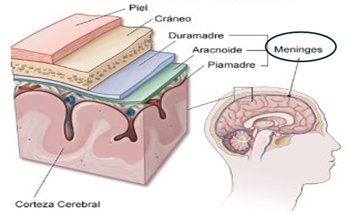 Piel
Cráneo
Duramadre
Aracnoide
Meninges
Piamadre
Corteza Cerebral